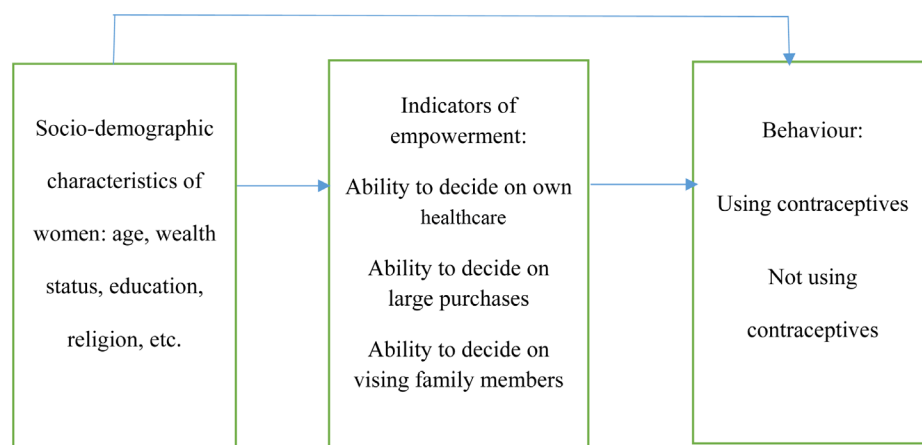 Socio-demographic
characteristics of
women: age, wealth
status, education,
religion, etc.
Indicators of
empowerment:
Ability to decide on own
healthcare
Ability to decide on
large purchases
Ability to decide on
vising family members
Behaviour:
Using contraceptives
Not using
contraceptives